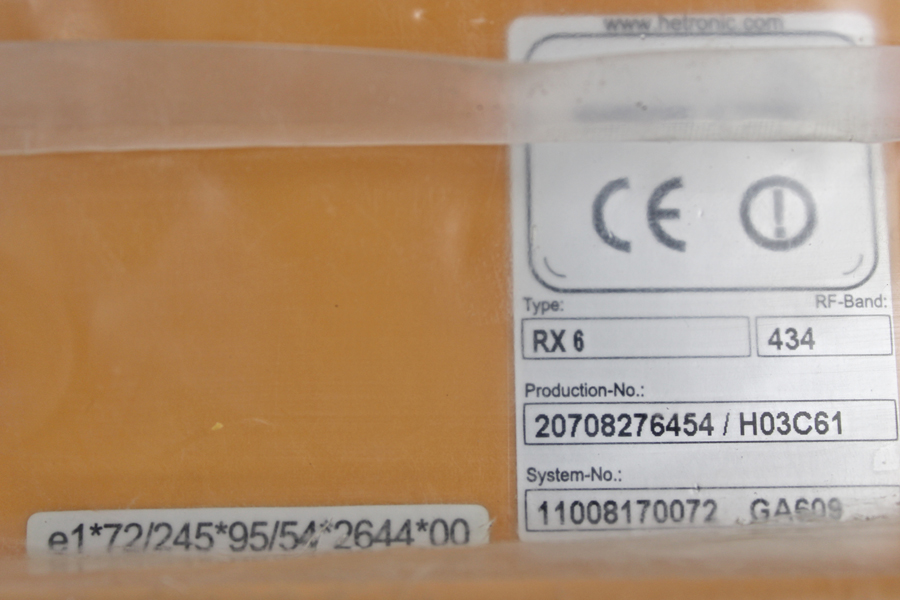 www.hetronic.com
CE
Type: RF-Band:
RX 6 434
Production-No.:
20708276454 / H03C61
System-No.:
11008170072 GA609
e1*72/245*95/54*2644*00